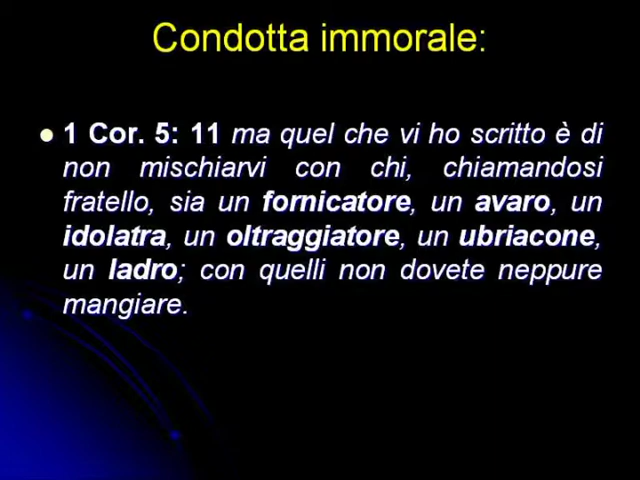 Condotta immorale:
1 Cor. 5: 11 ma quel che vi ho scritto è di
non mischiarvi con chi, chiamandosi
fratello, sia un fornicatore, un avaro, un
idolatra, un oltraggiatore, un ubriacone,
un ladro; con quelli non dovete neppure
mangiare.